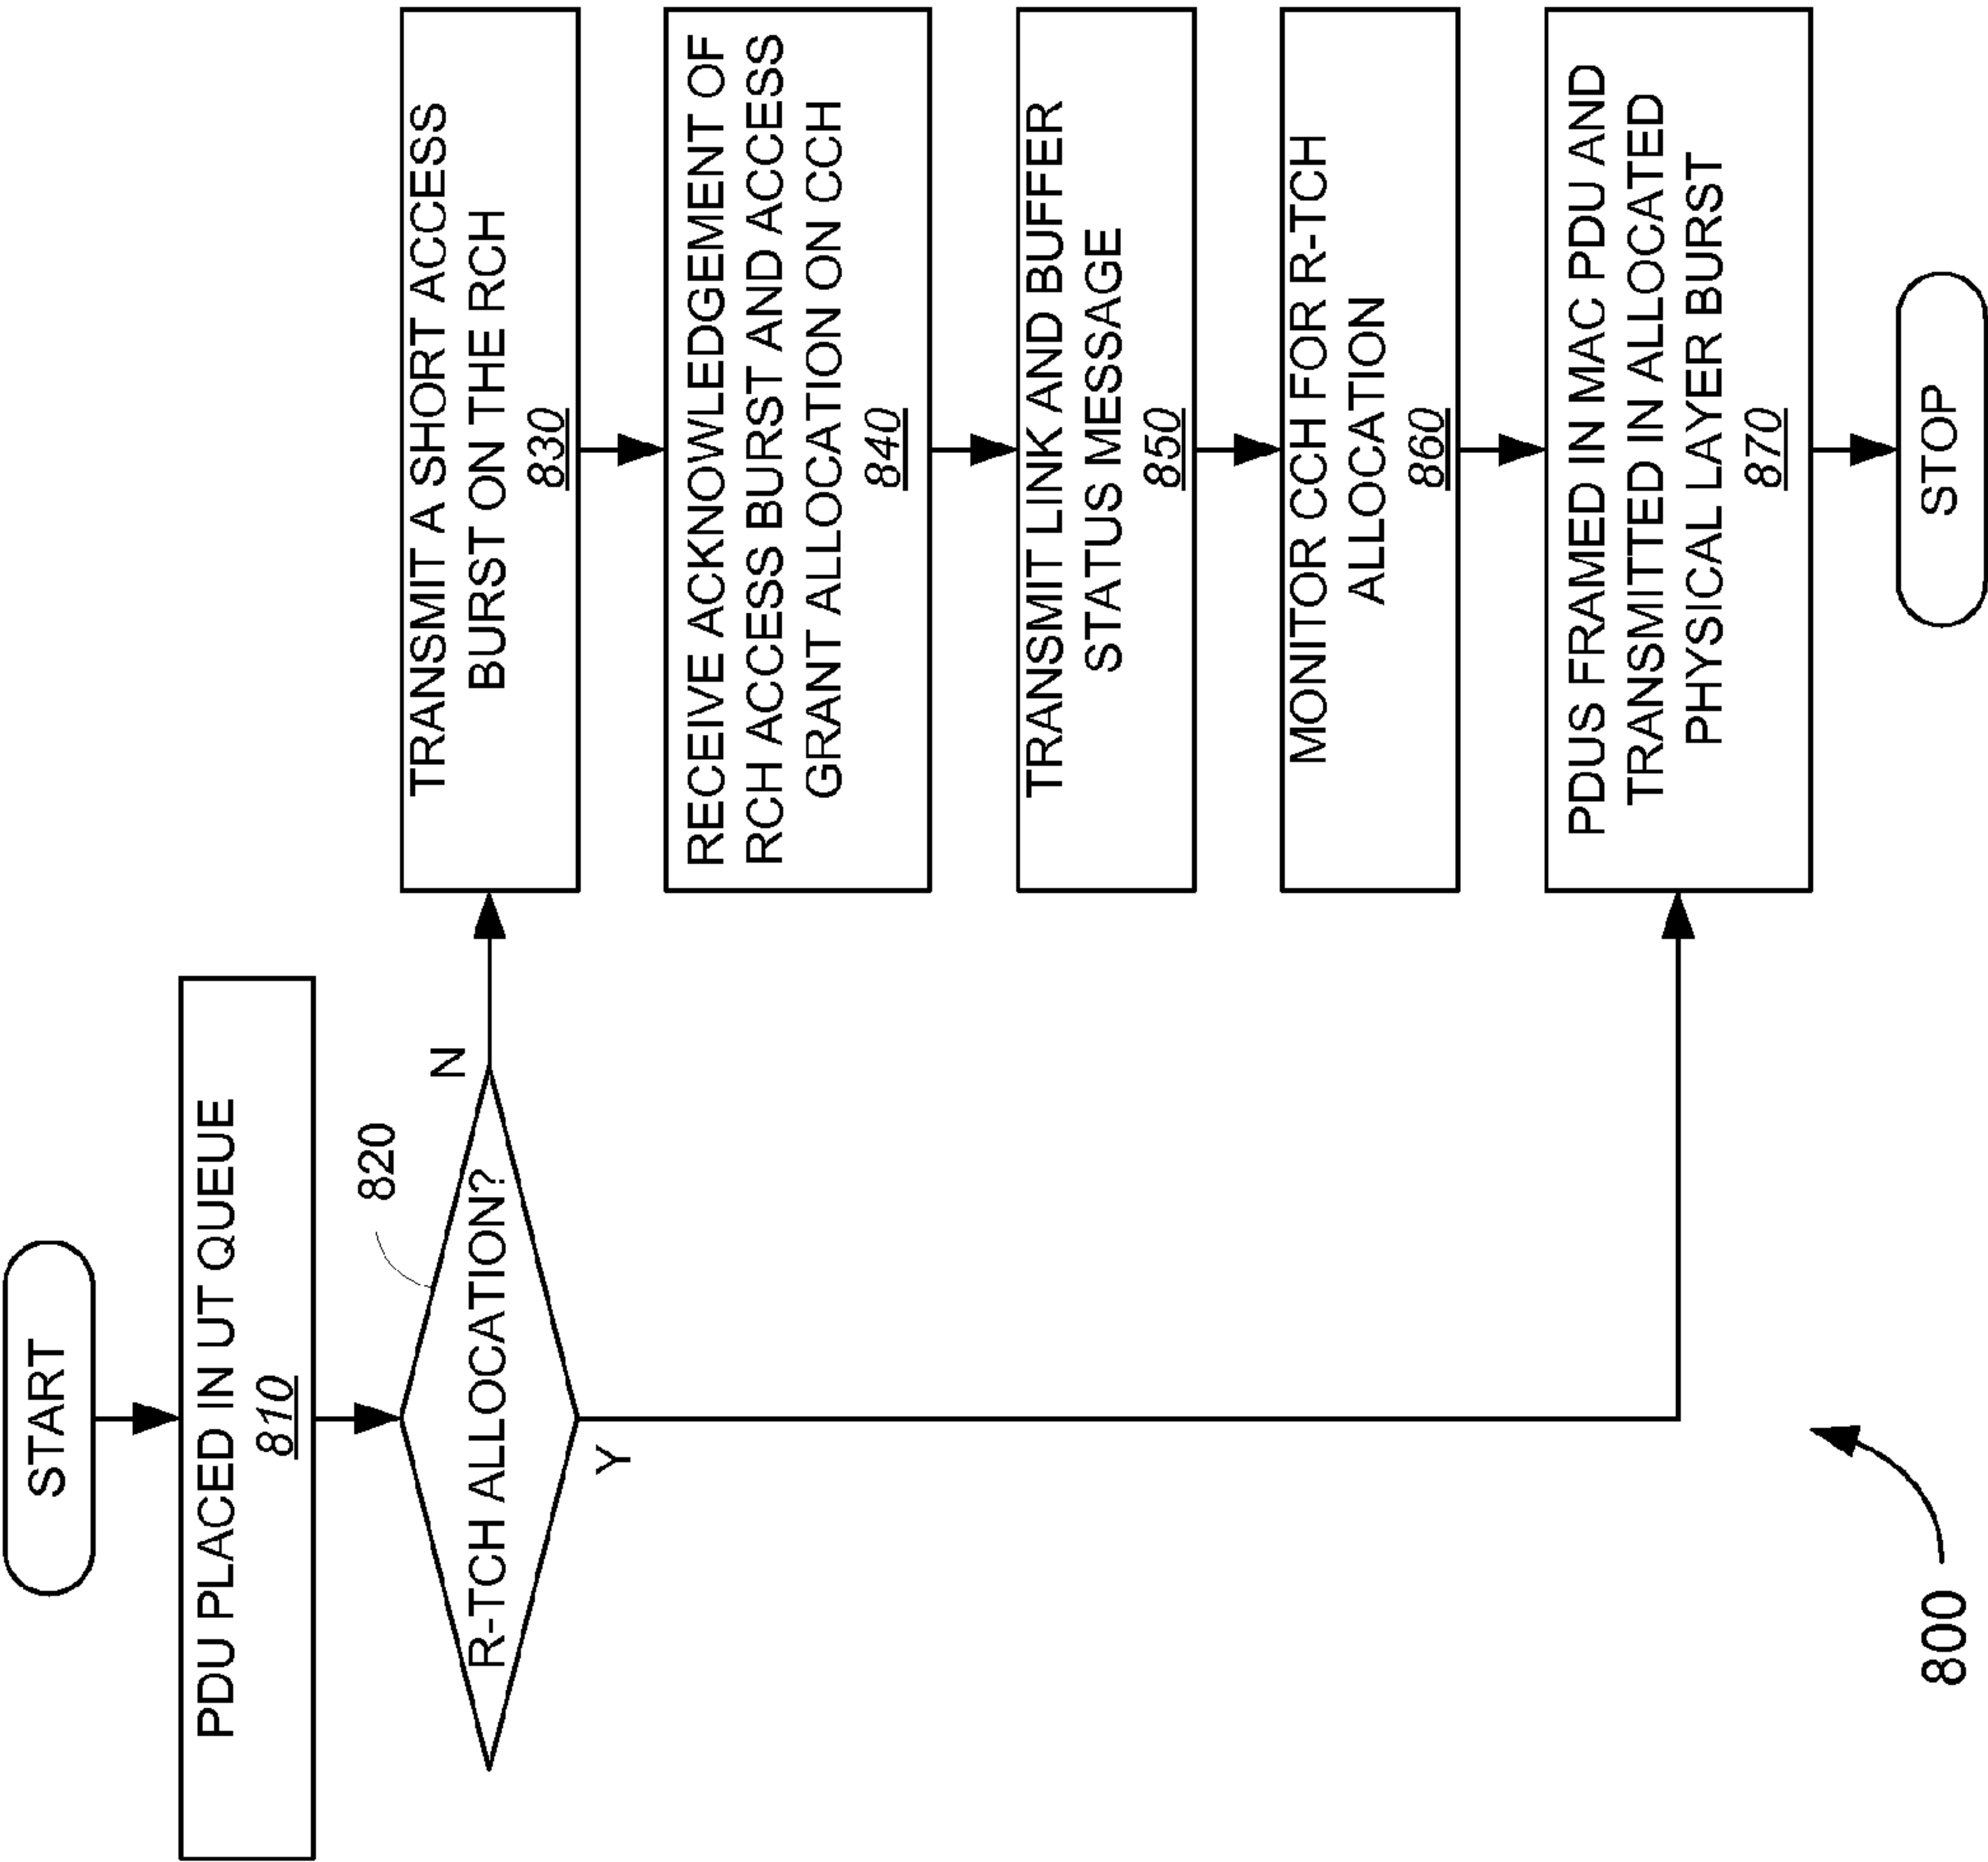 START
PDU PLACED IN UT QUEUE
810
820
R-TCH ALLOCATION?
N
Y
TRANSMIT A SHORT ACCESS
BURST ON THE RCH
830
RECEIVE ACKNOWLEDGEMENT OF
RCH ACCESS BURST AND ACCESS
GRANT ALLOCATION ON CCH
840
TRANSMIT LINK AND BUFFER
STATUS MESSAGE
850
MONITOR CCH FOR R-TCH
ALLOCATION
860
PDUS FRAMED IN MAC PDU AND
TRANSMITTED IN ALLOCATED
PHYSICAL LAYER BURST
870
STOP
800